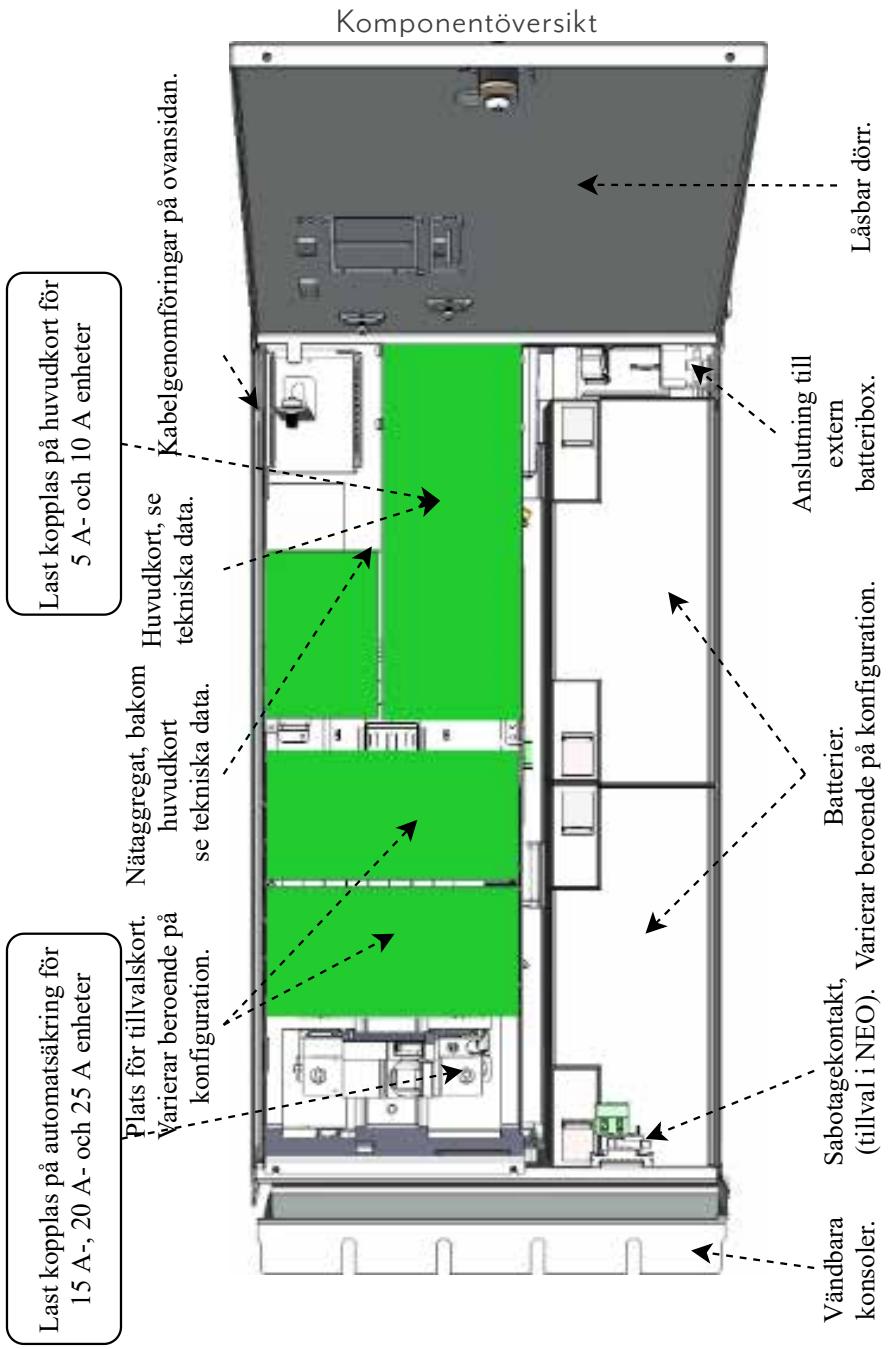 Komponentöversikt
Last kopplas på automatsäkring för
15 A-, 20 A- och 25 A enheter
Last kopplas på huvudkort för
5 A- och 10 A enheter
Plats för tillvalskort.
Varierar beroende på
konfiguration.
Nätaggregat, bakom
huvudkort
se tekniska data.
Huvudkort, se
tekniska data.
Kabelgenomföringar på ovansidan.
Vändbara
konsoler.
Sabotagekontakt,
(tillval i NEO).
Batterier.
Varierar beroende på konfiguration.
Anslutning till
extern
batteribox.
Låsbar dörr.